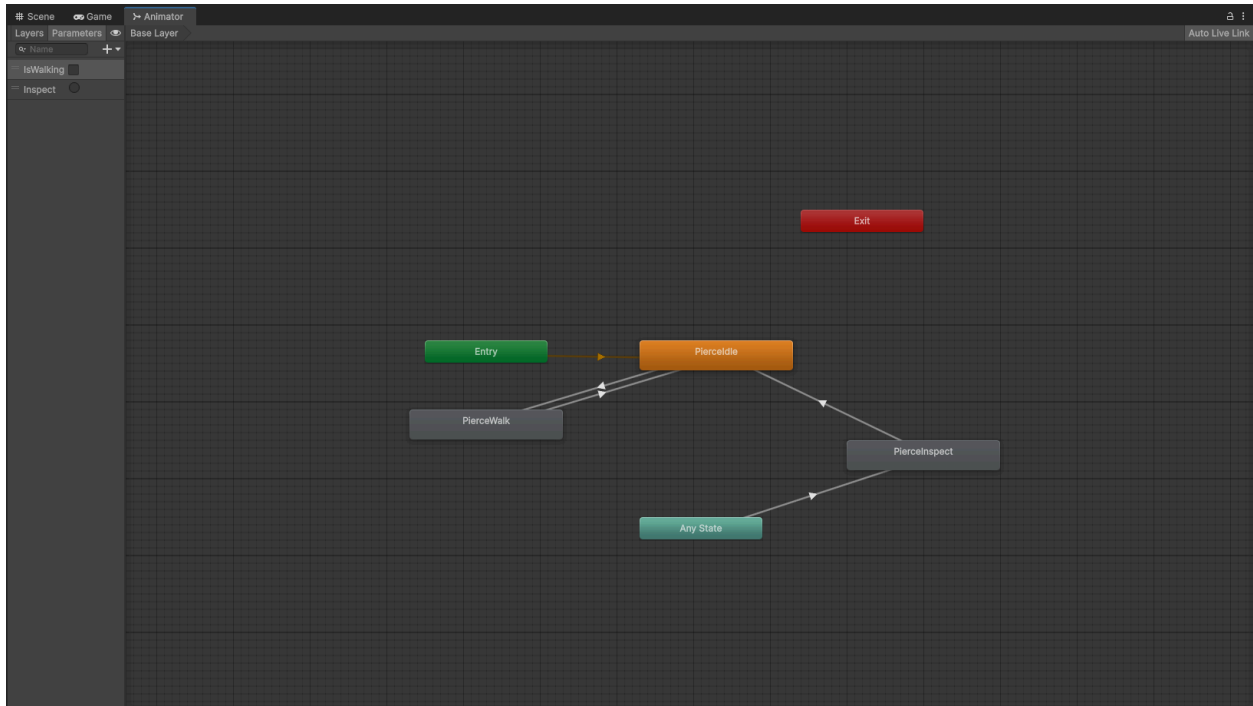 Scene Game Animator
Layers Parameters Base Layer Auto Live Link
Name
IsWalking
Inspect
Exit
Entry PierceIdle
PierceWalk
PierceInspect
Any State